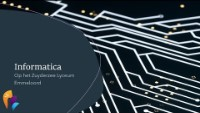 Informatica
Op het Zuyderzee Lyceum
Emmeloord